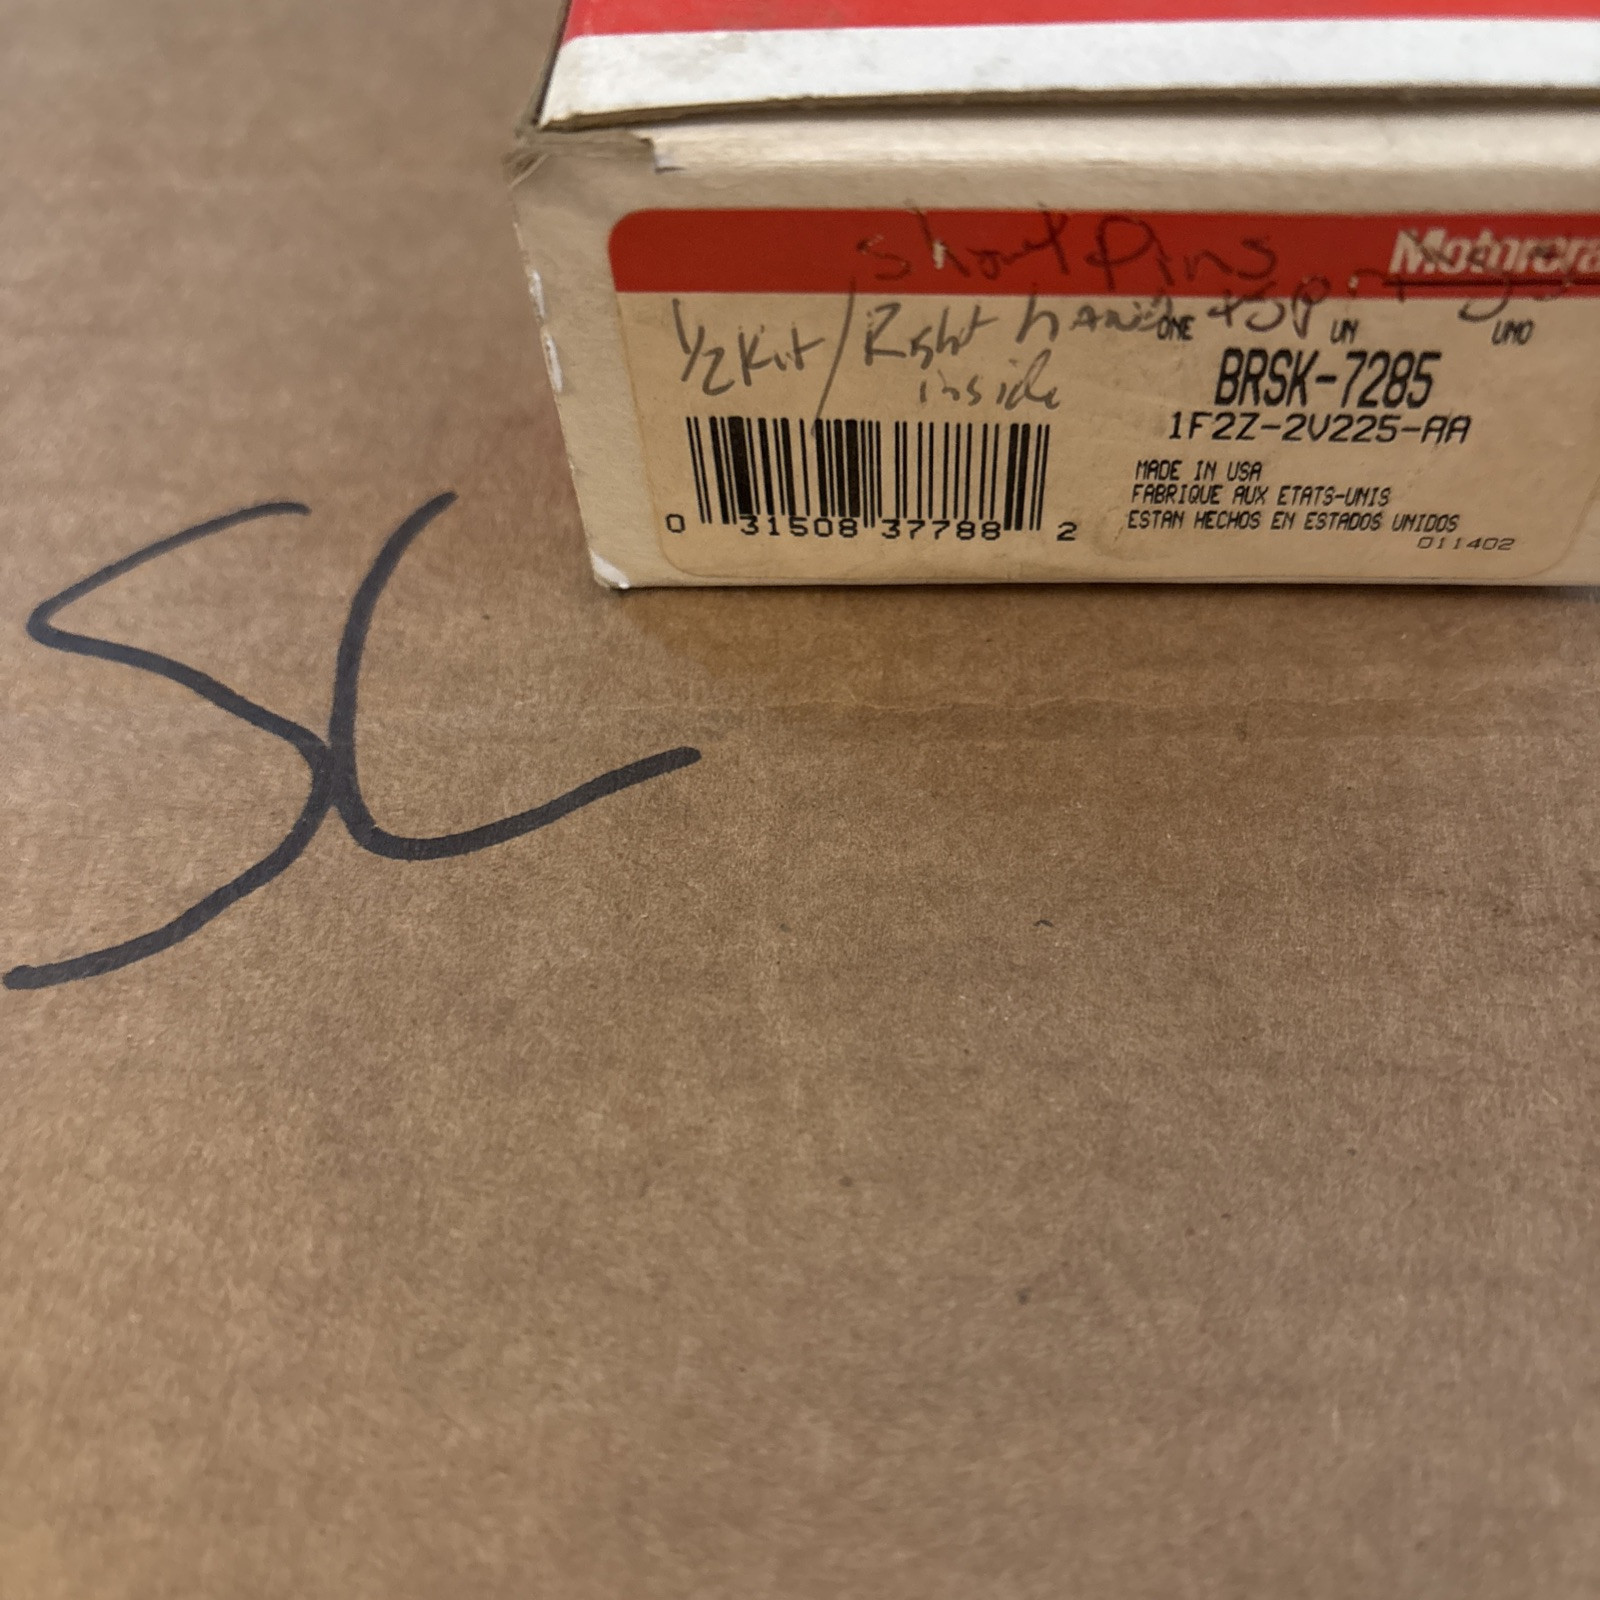 Short Pins
Motorcra
1/2 Kit / Right hand
inside
ONE UN UNO
BRSK-7285
1F2Z-2V225-AA
MADE IN USA
FABRIQUE AUX ETATS-UNIS
ESTAN HECHOS EN ESTADOS UNIDOS
011402
0 31508 37788 2
SC